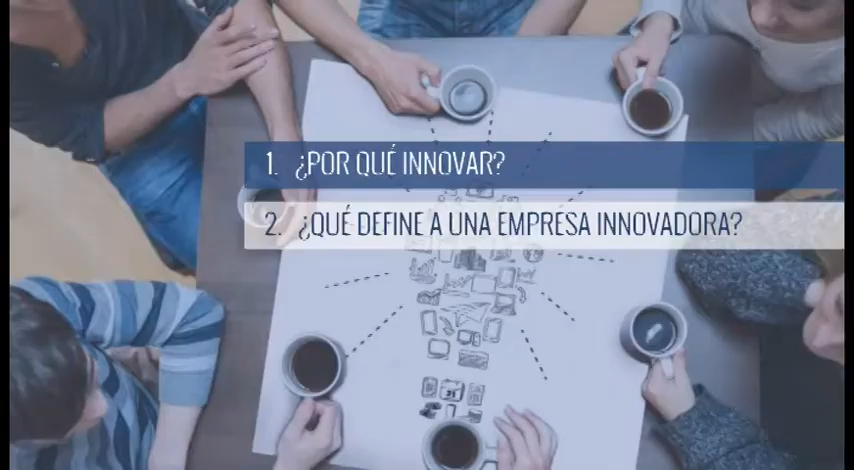 1. ¿POR QUÉ INNOVAR?
2. ¿QUÉ DEFINE A UNA EMPRESA INNOVADORA?